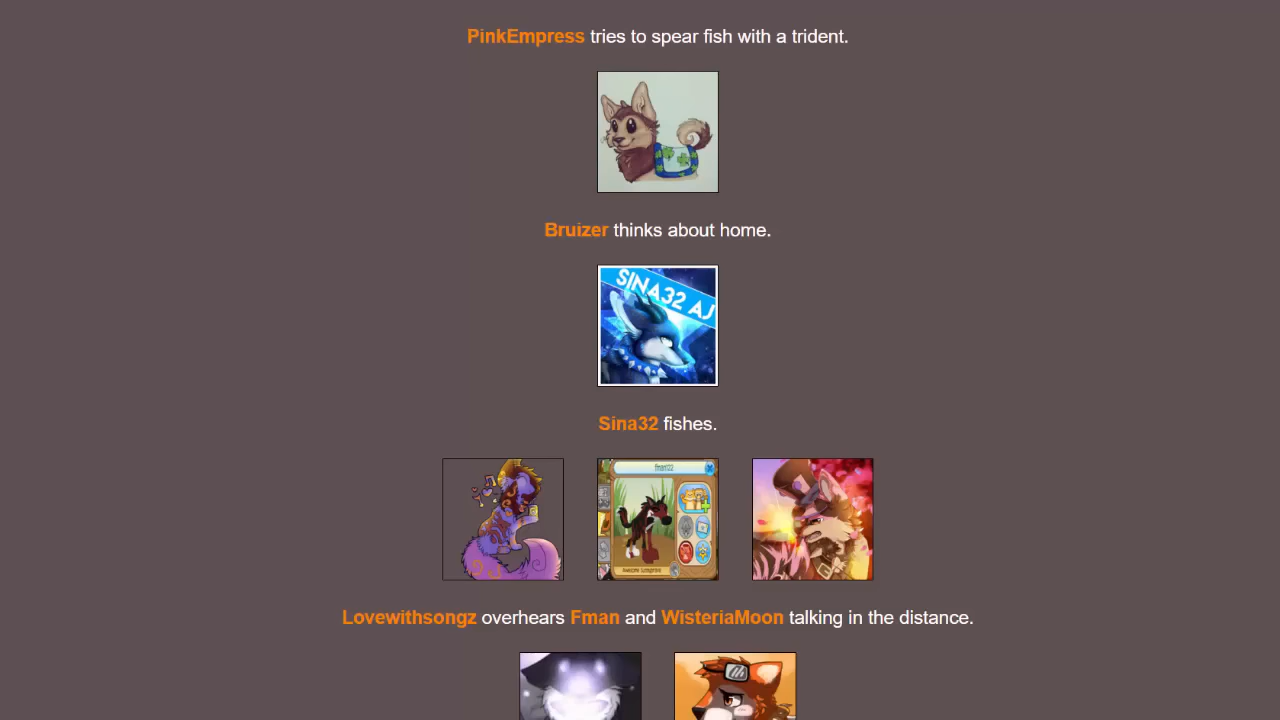 PinkEmpress tries to spear fish with a trident.
Bruizer thinks about home.
SINA32 AJ
Sina32 fishes.
Lovewithsongz overhears Fman and WisteriaMoon talking in the distance.